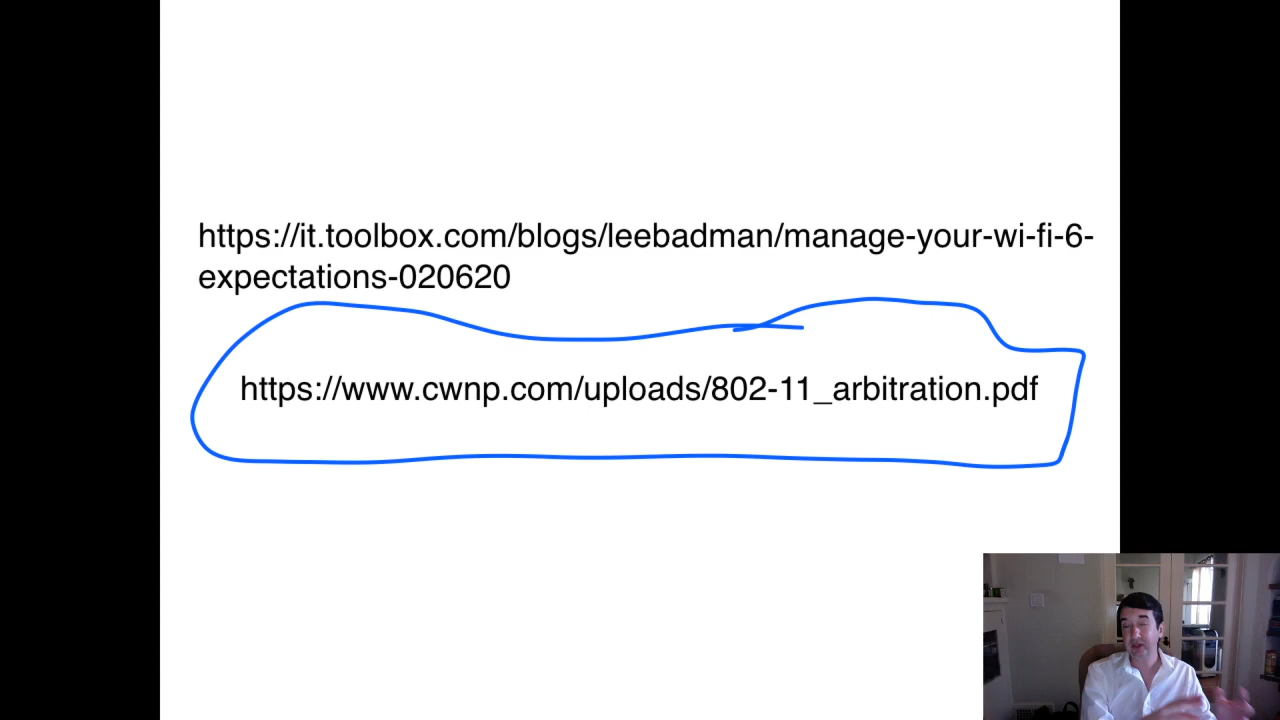 https://it.toolbox.com/blogs/leebadman/manage-your-wi-fi-6-
expectations-020620
https://www.cwnp.com/uploads/802-11_arbitration.pdf